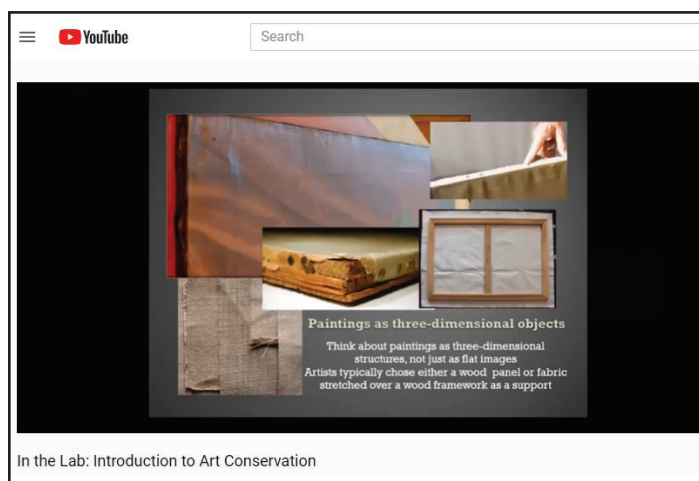 YouTube
Search
Paintings as three-dimensional objects
Think about paintings as three-dimensional
structures, not just as flat images
Artists typically chose either a wood panel or fabric
stretched over a wood framework as a support
In the Lab: Introduction to Art Conservation